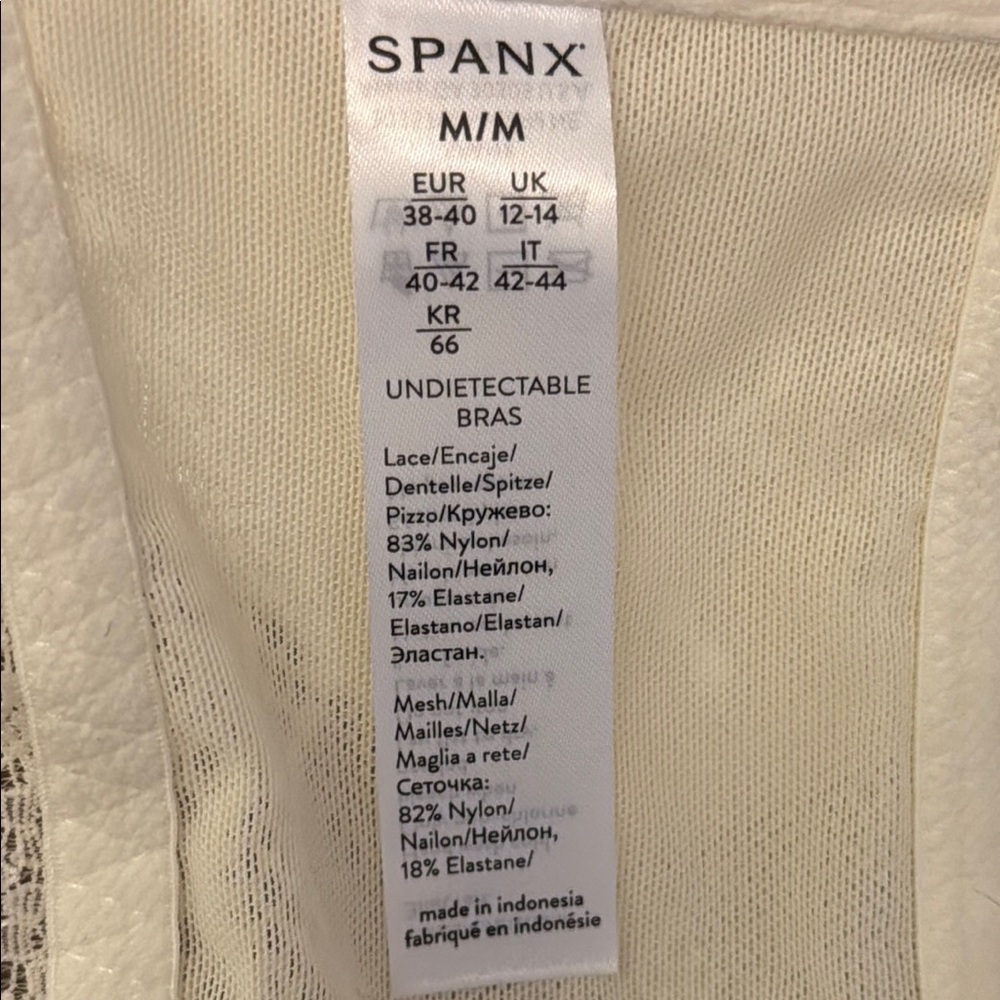 SPANX
M/M
EUR UK
38-40 12-14
FR IT
40-42 42-44
KR
66
UNDIETECTABLE
BRAS
Lace/Encaje/
Dentelle/Spitze/
Pizzo/Кружево:
83% Nylon/
Nailon/Нейлон,
17% Elastane/
Elastano/Elastan/
Эластан.
Mesh/Malla/
Mailles/Netz/
Maglia a rete/
Сеточка:
82% Nylon/
Nailon/Нейлон,
18% Elastane/
made in indonesia
fabriqué en indonésie